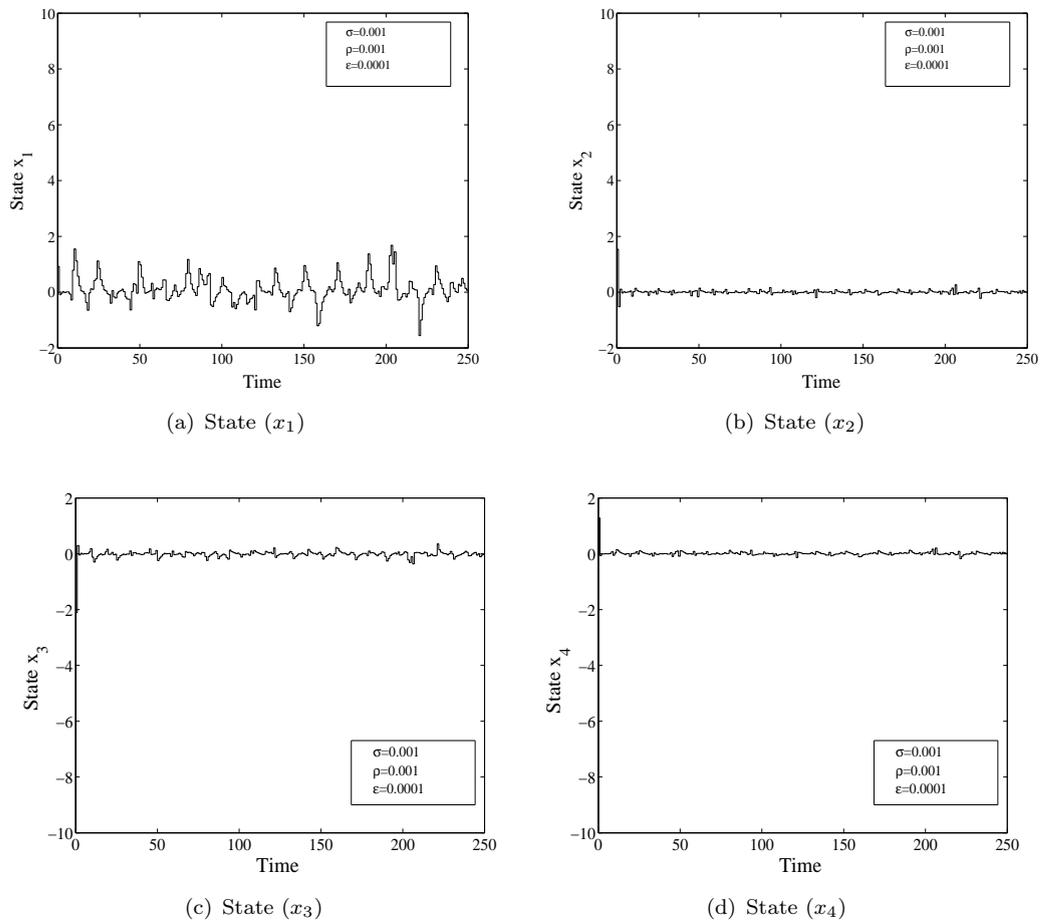 10
8
6
4
2
0
−2
0 50 100 150 200 250
State x1
Time
σ=0.001
ρ=0.001
ε=0.0001
(a) State (x1)
10
8
6
4
2
0
−2
0 50 100 150 200 250
State x2
Time
σ=0.001
ρ=0.001
ε=0.0001
(b) State (x2)
2
0
−2
−4
−6
−8
−10
0 50 100 150 200 250
State x3
Time
σ=0.001
ρ=0.001
ε=0.0001
(c) State (x3)
2
0
−2
−4
−6
−8
−10
0 50 100 150 200 250
State x4
Time
σ=0.001
ρ=0.001
ε=0.0001
(d) State (x4)